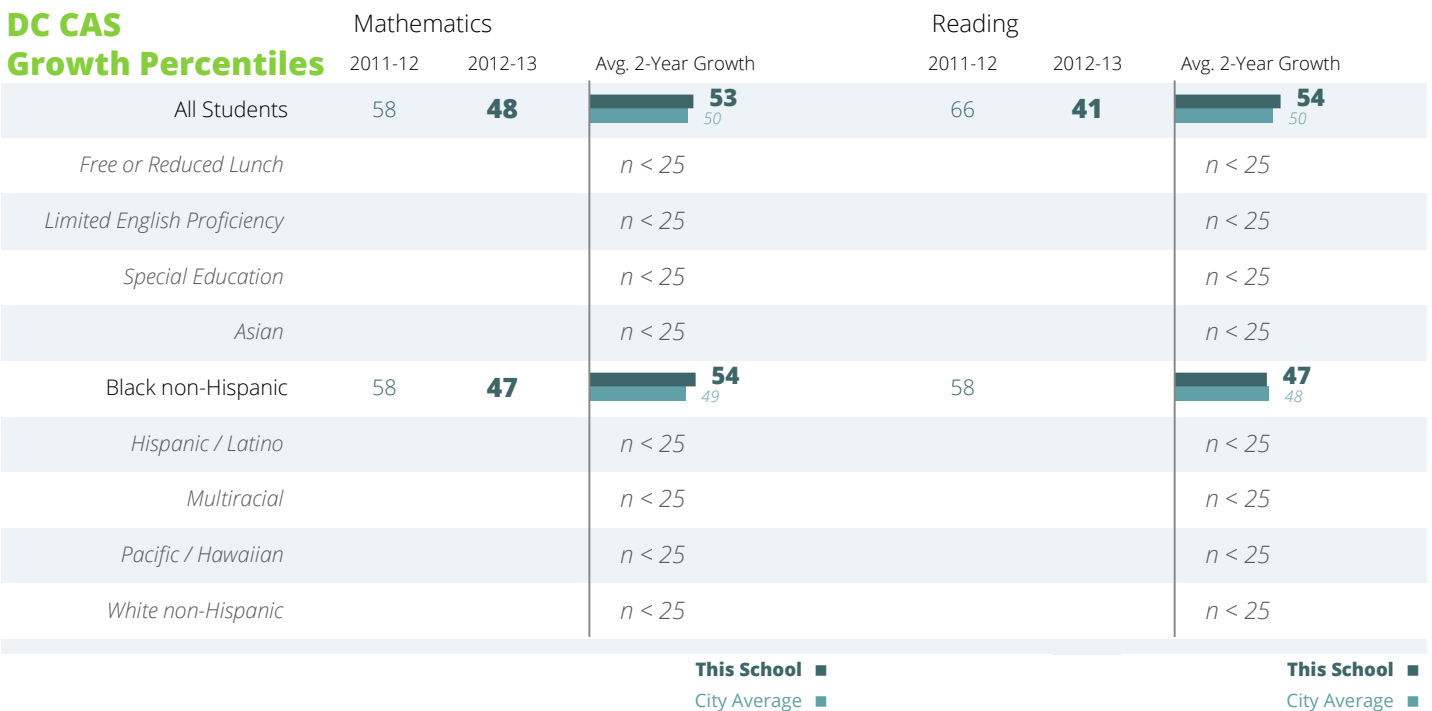 DC CAS
Growth Percentiles
Mathematics Reading
2011-12 2012-13 Avg. 2-Year Growth 2011-12 2012-13 Avg. 2-Year Growth
All Students 58 48 53 50 66 41 54 50
Free or Reduced Lunch n < 25 n < 25
Limited English Proficiency n < 25 n < 25
Special Education n < 25 n < 25
Asian n < 25 n < 25
Black non-Hispanic 58 47 54 49 58 47 48
Hispanic / Latino n < 25 n < 25
Multiracial n < 25 n < 25
Pacific / Hawaiian n < 25 n < 25
White non-Hispanic n < 25 n < 25
This School This School
City Average City Average